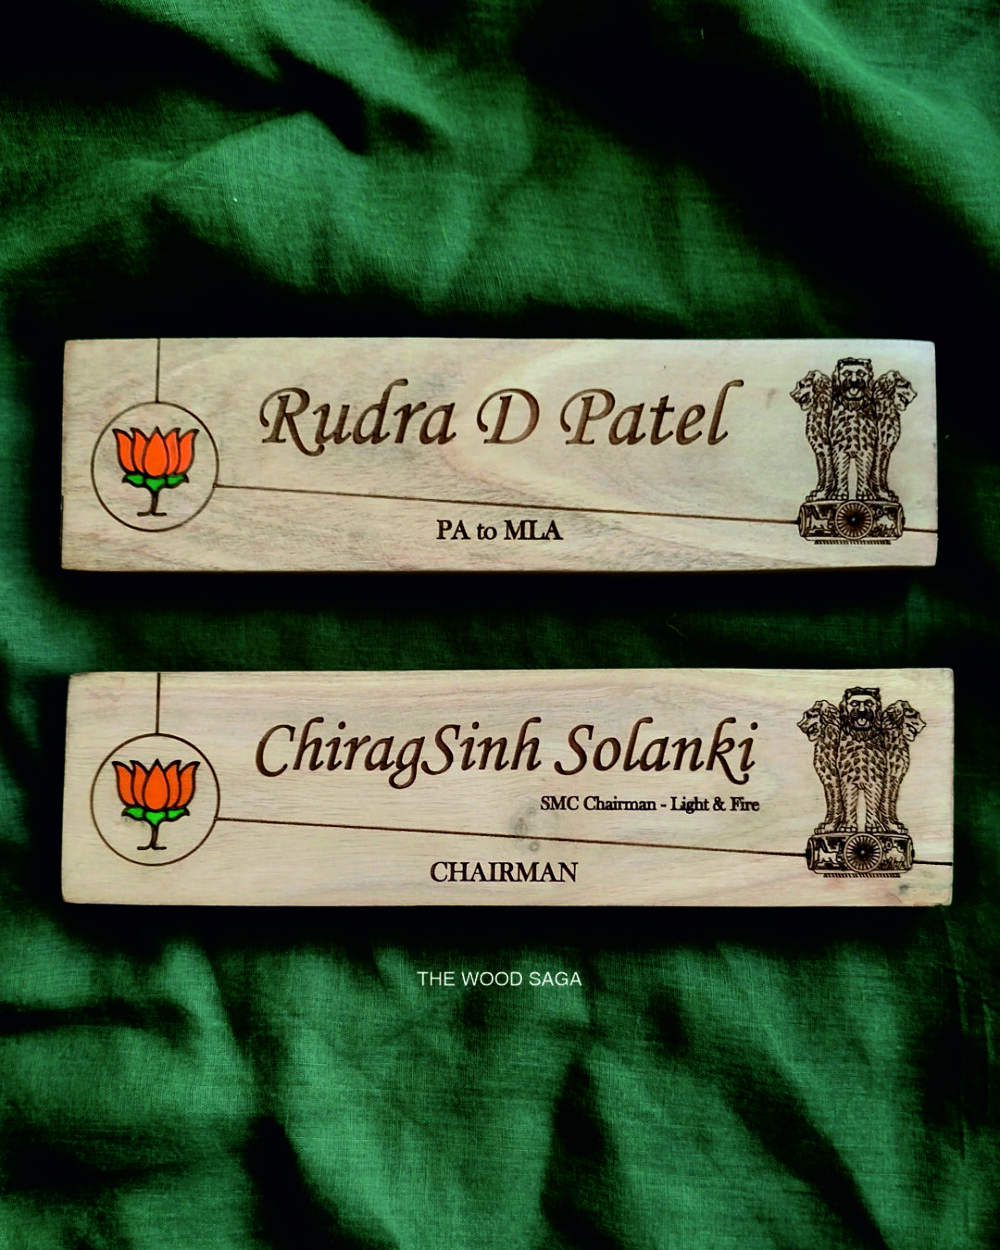 Rudra D Patel
PA to MLA
ChiragSinh Solanki
SMC Chairman - Light & Fire
CHAIRMAN
THE WOOD SAGA